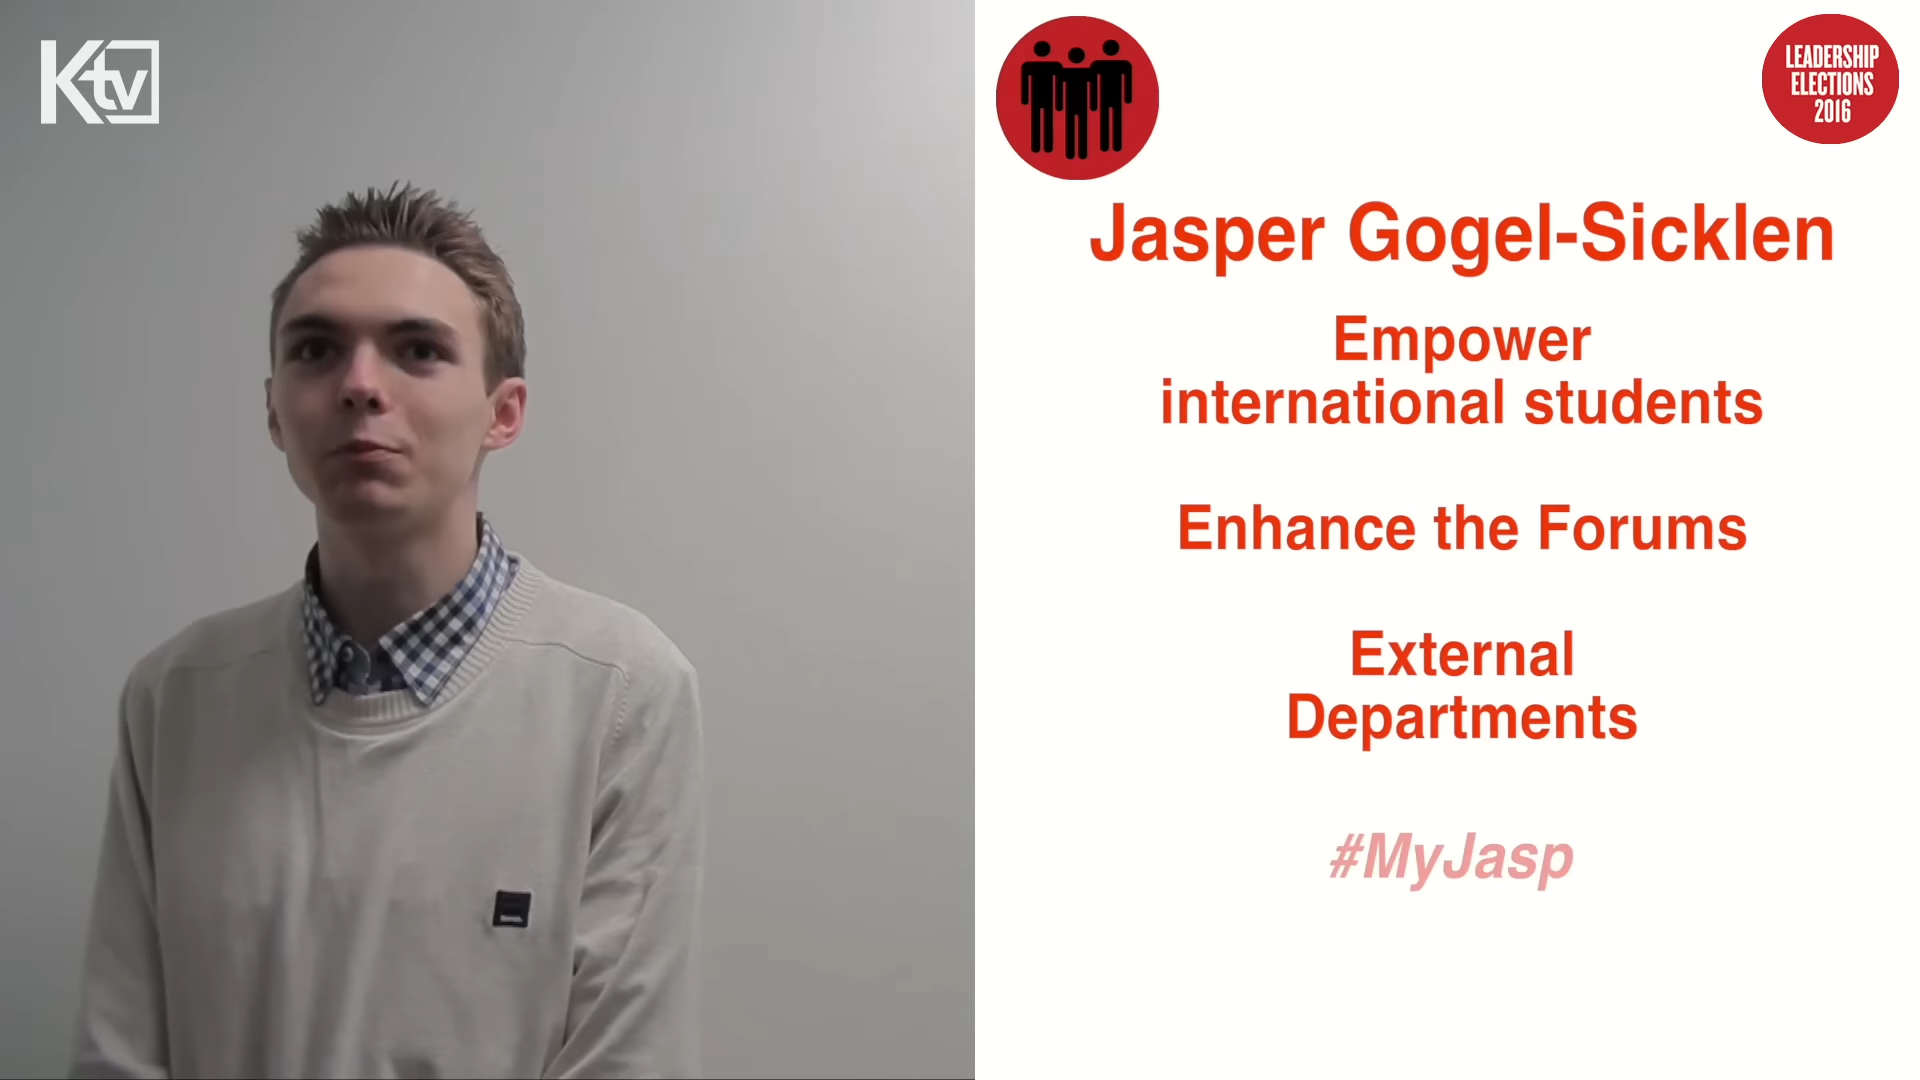 Ktv
LEADERSHIP
ELECTIONS
2016
Jasper Gogel-Sicklen
Empower
international students
Enhance the Forums
External
Departments
#MyJasp